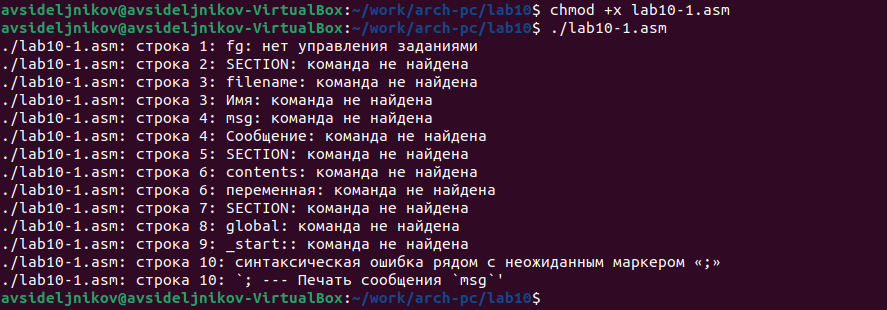 avsideljnikov@avsideljnikov-VirtualBox:~/work/arch-pc/lab10$ chmod +x lab10-1.asm
avsideljnikov@avsideljnikov-VirtualBox:~/work/arch-pc/lab10$ ./lab10-1.asm
./lab10-1.asm: строка 1: fg: нет управления заданиями
./lab10-1.asm: строка 2: SECTION: команда не найдена
./lab10-1.asm: строка 3: filename: команда не найдена
./lab10-1.asm: строка 3: Имя: команда не найдена
./lab10-1.asm: строка 4: msg: команда не найдена
./lab10-1.asm: строка 4: Сообщение: команда не найдена
./lab10-1.asm: строка 5: SECTION: команда не найдена
./lab10-1.asm: строка 6: contents: команда не найдена
./lab10-1.asm: строка 6: переменная: команда не найдена
./lab10-1.asm: строка 7: SECTION: команда не найдена
./lab10-1.asm: строка 8: global: команда не найдена
./lab10-1.asm: строка 9: _start:: команда не найдена
./lab10-1.asm: строка 10: синтаксическая ошибка рядом с неожиданным маркером «;»
./lab10-1.asm: строка 10: `; --- Печать сообщения `msg`'
avsideljnikov@avsideljnikov-VirtualBox:~/work/arch-pc/lab10$